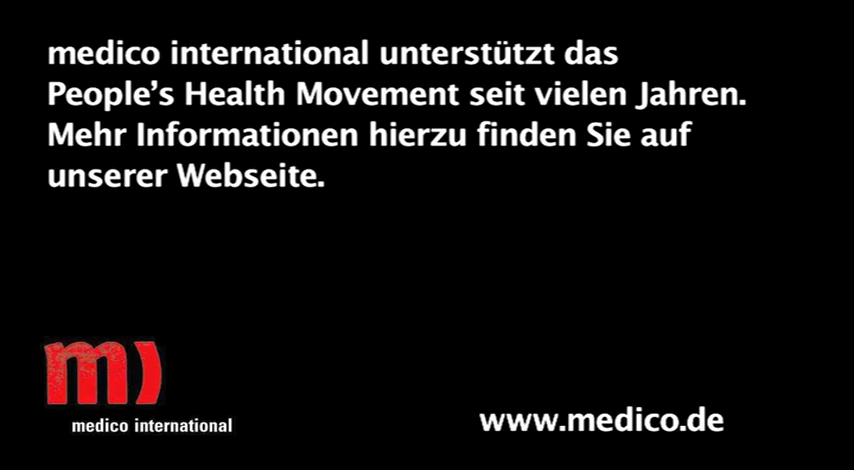 medico international unterstützt das
People’s Health Movement seit vielen Jahren.
Mehr Informationen hierzu finden Sie auf
unserer Webseite.
m)
medico international
www.medico.de